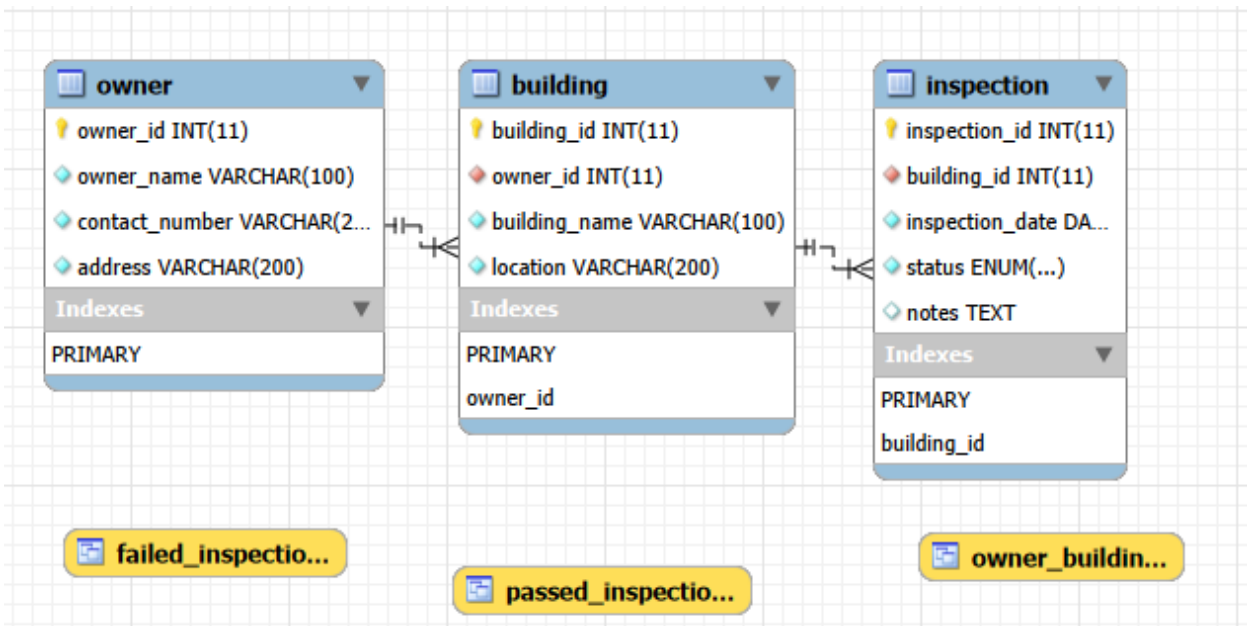 owner
owner_id INT(11)
owner_name VARCHAR(100)
contact_number VARCHAR(2...
address VARCHAR(200)
Indexes
PRIMARY
building
building_id INT(11)
owner_id INT(11)
building_name VARCHAR(100)
location VARCHAR(200)
Indexes
PRIMARY
owner_id
inspection
inspection_id INT(11)
building_id INT(11)
inspection_date DA...
status ENUM(...)
notes TEXT
Indexes
PRIMARY
building_id
failed_inspectio...
passed_inspectio...
owner_buildin...